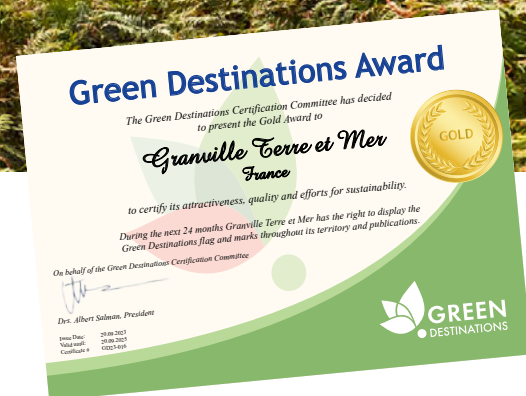 Green Destinations Award
The Green Destinations Certification Committee has decided
to present the Gold Award to
Granville Terre et Mer
France
GOLD
to certify its attractiveness, quality and efforts for sustainability.
During the next 24 months Granville Terre et Mer has the right to display the
Green Destinations flag and marks throughout its territory and publications.
On behalf of the Green Destinations Certification Committee
Drs. Albert Salman, President
Issue Date: 29.09.2023
Valid until: 29.09.2025
Certificate #
GREEN
DESTINATIONS